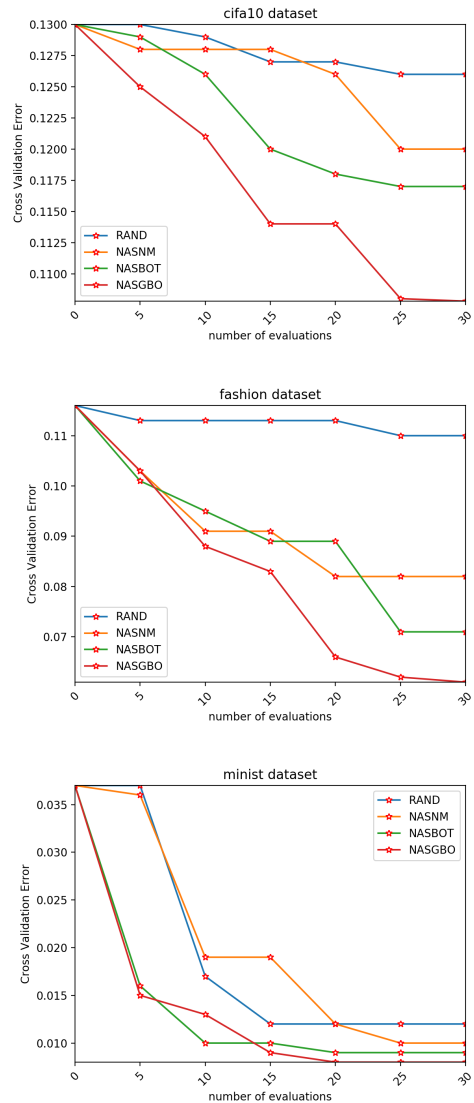 cifa10 dataset
0.1300
0.1275
0.1250
0.1225
0.1200
0.1175
0.1150
0.1125
0.1100
Cross Validation Error
RAND
NASNM
NASBOT
NASGBO
0 5 10 15 20 25 30
number of evaluations
fashion dataset
0.11
0.10
0.09
0.08
0.07
Cross Validation Error
RAND
NASNM
NASBOT
NASGBO
0 5 10 15 20 25 30
number of evaluations
minist dataset
0.035
0.030
0.025
0.020
0.015
0.010
Cross Validation Error
RAND
NASNM
NASBOT
NASGBO
0 5 10 15 20 25 30
number of evaluations